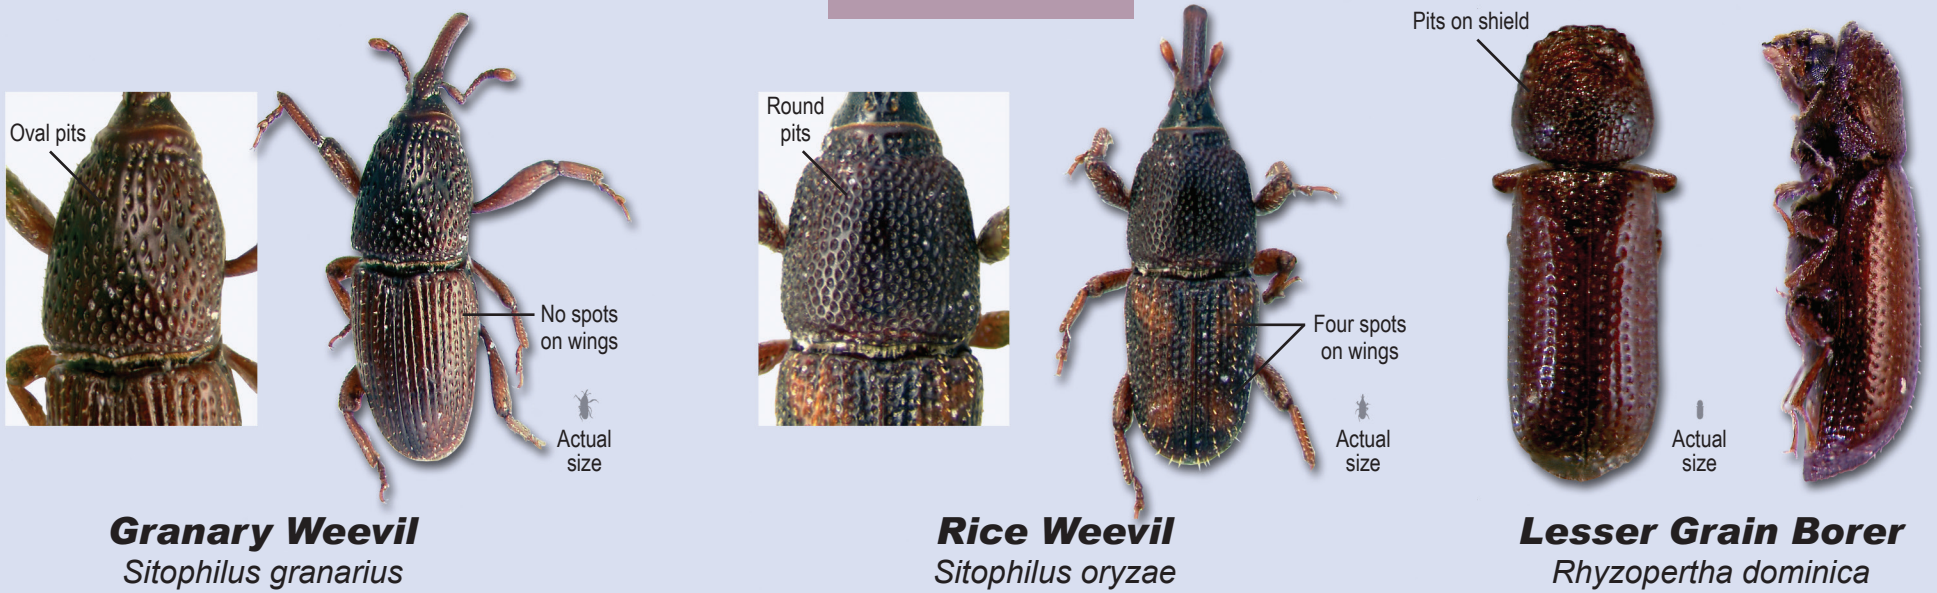 Oval pits
No spots
on wings
Actual
size
Granary Weevil
Sitophilus granarius
Round
pits
Four spots
on wings
Actual
size
Rice Weevil
Sitophilus oryzae
Pits on shield
Actual
size
Lesser Grain Borer
Rhyzopertha dominica